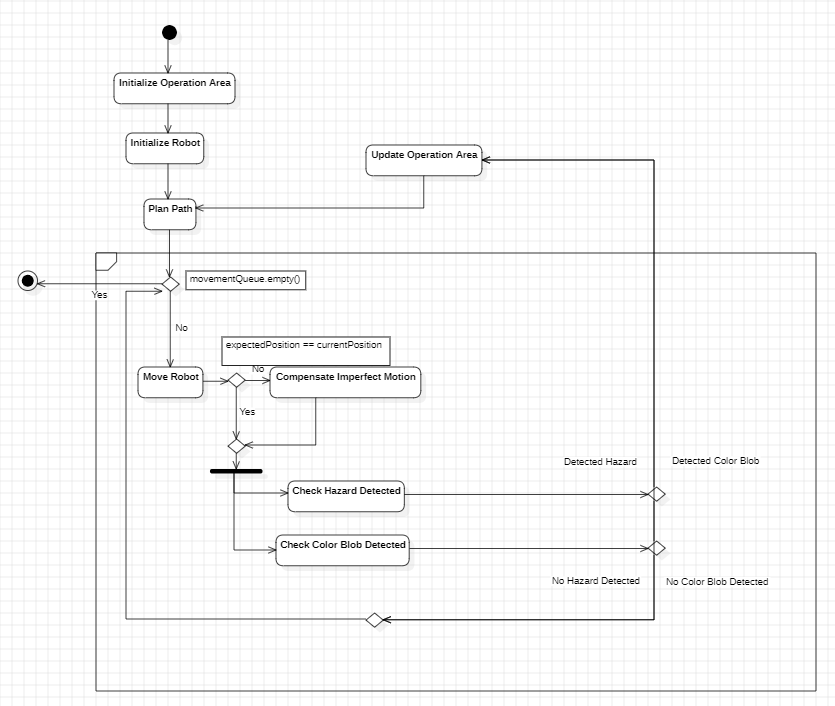 Initialize Operation Area
Initialize Robot
Update Operation Area
Plan Path
movementQueue.empty()
Yes
No
expectedPosition == currentPosition
No
Move Robot
Compensate Imperfect Motion
Yes
Detected Hazard
Detected Color Blob
Check Hazard Detected
Check Color Blob Detected
No Hazard Detected
No Color Blob Detected